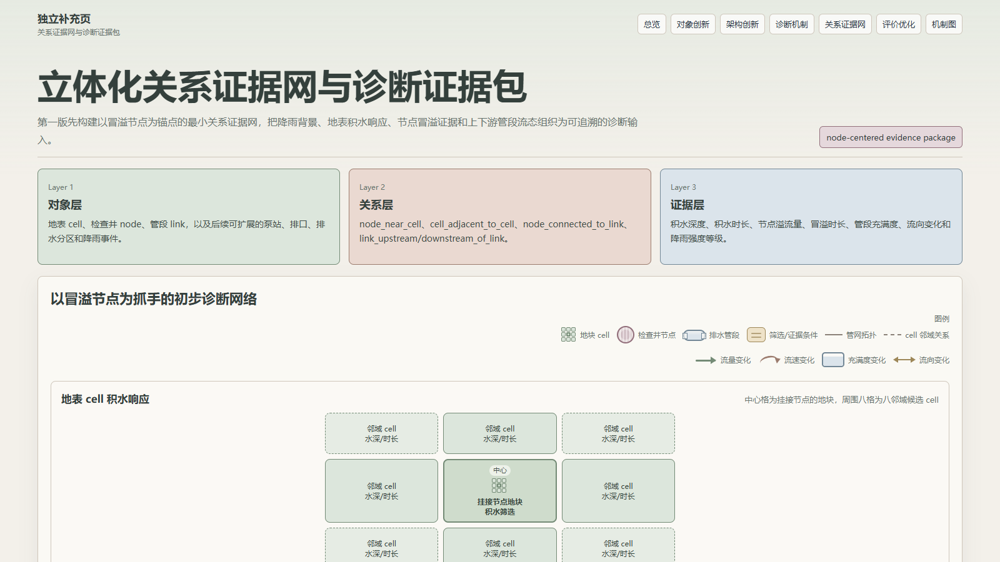 独立补充页
关系证据网与诊断证据包
总览
对象创新
架构创新
诊断机制
关系证据网
评价优化
机制图
立体化关系证据网与诊断证据包
第一版先构建以冒溢节点为锚点的最小关系证据网，把降雨背景、地表积水响应、节点冒溢证据和上下游管段流态组织为可追溯的诊断输
入。
node-centered evidence package
Layer 1
对象层
地表 cell、检查井 node、管段 link，以及后续可扩展的泵站、排口、排
水分区和降雨事件。
Layer 2
关系层
node_near_cell、cell_adjacent_to_cell、node_connected_to_link、
link_upstream/downstream_of_link。
Layer 3
证据层
积水深度、积水时长、节点溢流量、冒溢时长、管段充满度、流向变化和
降雨强度等级。
以冒溢节点为抓手的初步诊断网络
图例
地块 cell
检查井节点
排水管段
筛选/证据条件
管网拓扑
cell 邻域关系
流量变化
流速变化
充满度变化
流向变化
地表 cell 积水响应
中心格为挂接节点的地块，周围八格为八邻域候选 cell
邻域 cell
水深/时长
邻域 cell
水深/时长
邻域 cell
水深/时长
邻域 cell
水深/时长
中心
挂接节点地块
积水筛选
邻域 cell
水深/时长
邻域 cell
水深/时长
邻域 cell
水深/时长
邻域 cell
水深/时长